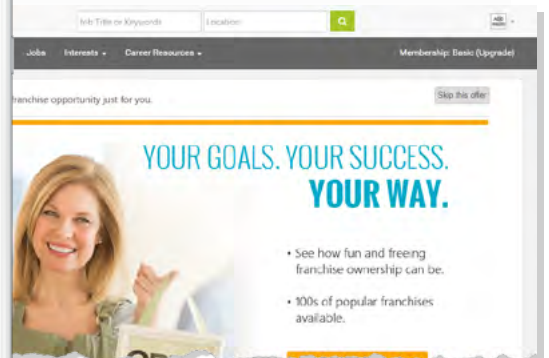 Job Title or Keywords Location
ADD PHOTO
Jobs Interests Career Resources Membership: Basic (Upgrade)
franchise opportunity just for you. Skip this offer
YOUR GOALS. YOUR SUCCESS.
YOUR WAY.
• See how fun and freeing
franchise ownership can be.
• 100s of popular franchises
available.